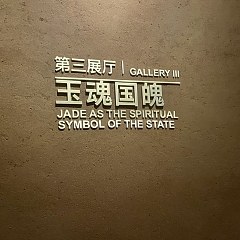 第三展厅 | GALLERY III
玉魂国魄
JADE AS THE SPIRITUAL
SYMBOL OF THE STATE